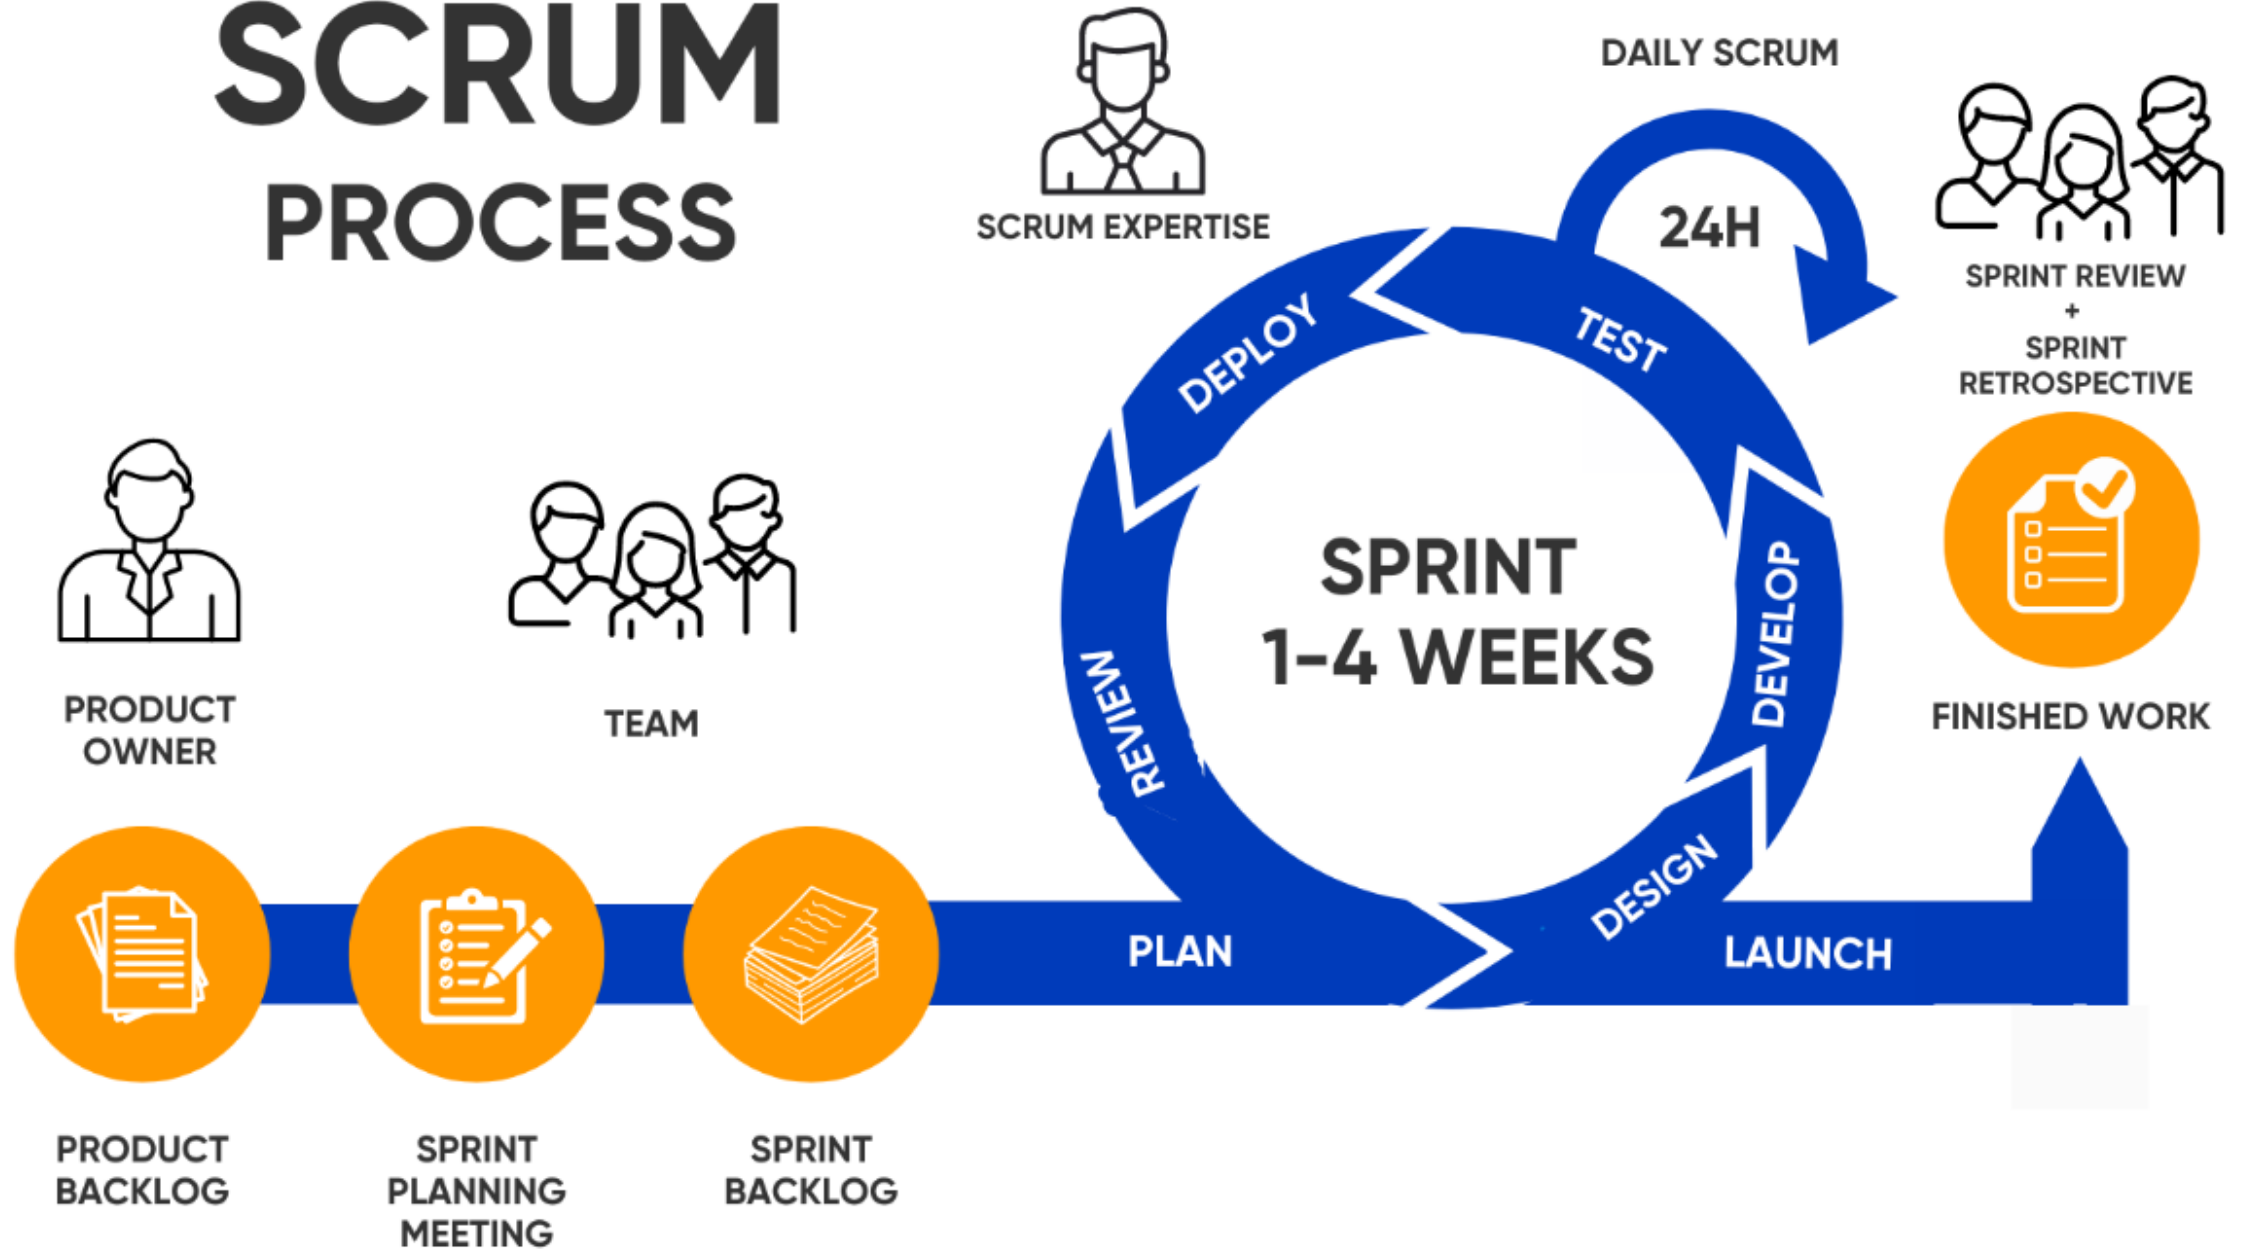 SCRUM
PROCESS
SCRUM EXPERTISE
DAILY SCRUM
24H
SPRINT REVIEW
+
SPRINT
RETROSPECTIVE
PRODUCT
OWNER
TEAM
DEPLOY
TEST
DEVELOP
DESIGN
REVIEW
SPRINT
1-4 WEEKS
FINISHED WORK
PLAN
LAUNCH
PRODUCT
BACKLOG
SPRINT
PLANNING
MEETING
SPRINT
BACKLOG